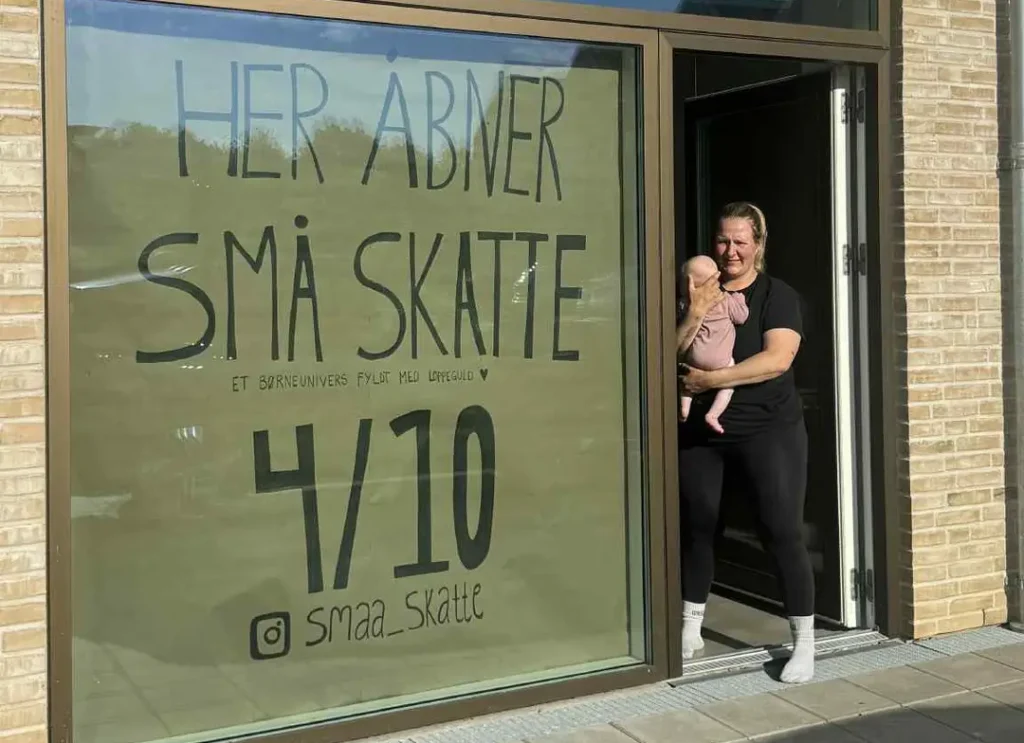 HER ÅBNER
SMÅ SKATTE
ET BØRNEUNIVERS FYLDT MED LOPPEGULD ♥
4/10
smaa_skatte